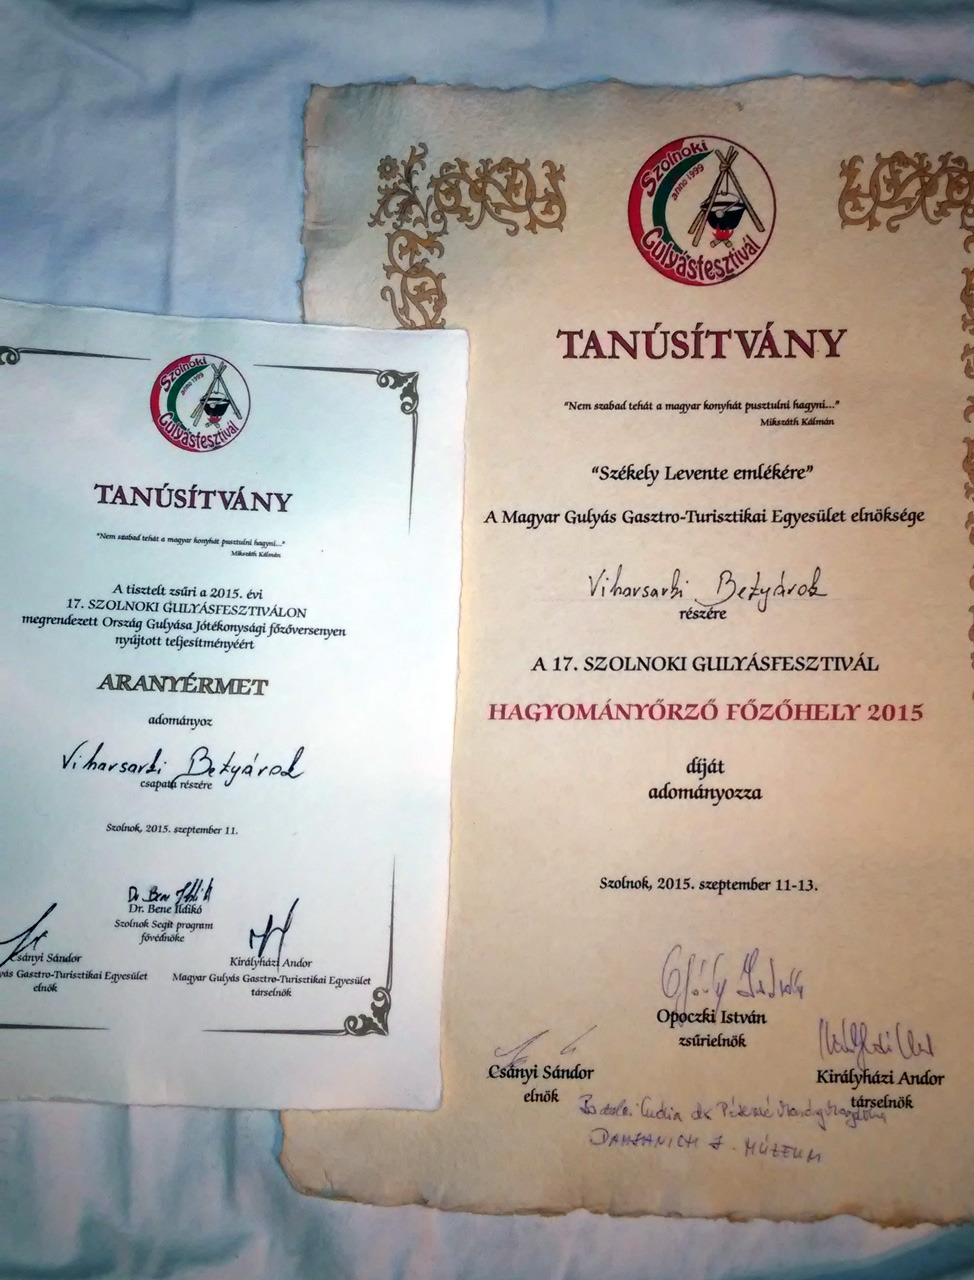 Szolnoki
anno 1999
Gulyásfesztivál
TANÚSÍTVÁNY
"Nem szabad tehát a magyar konyhát pusztulni hagyni..."
Mikszáth Kálmán
A tisztelt zsűri a 2015. évi
17. SZOLNOKI GULYÁSFESZTIVÁLON
megrendezett Ország Gulyása Jótékonysági főzőversenyen
nyújtott teljesítményéért
ARANYÉRMET
adományoz
Viharsarki Betyárok
csapata részére
Szolnok, 2015. szeptember 11.
Dr. Bene Ildikó
Szolnok Segít program
fővédnöke
Csányi Sándor
Gasztro-Turisztikai Egyesület
elnök
Királyházi Andor
Magyar Gulyás Gasztro-Turisztikai Egyesület
társelnök
Szolnoki
anno 1999
Gulyásfesztivál
TANÚSÍTVÁNY
"Nem szabad tehát a magyar konyhát pusztulni hagyni..."
Mikszáth Kálmán
"Székely Levente emlékére"
A Magyar Gulyás Gasztro-Turisztikai Egyesület elnöksége
Viharsarki Betyárok
részére
A 17. SZOLNOKI GULYÁSFESZTIVÁL
HAGYOMÁNYŐRZŐ FŐZŐHELY 2015
díját
adományozza
Szolnok, 2015. szeptember 11-13.
Opoczki István
zsűrielnök
Csányi Sándor
elnök
Királyházi Andor
társelnök
DAMJANICH J. MÚZEUM